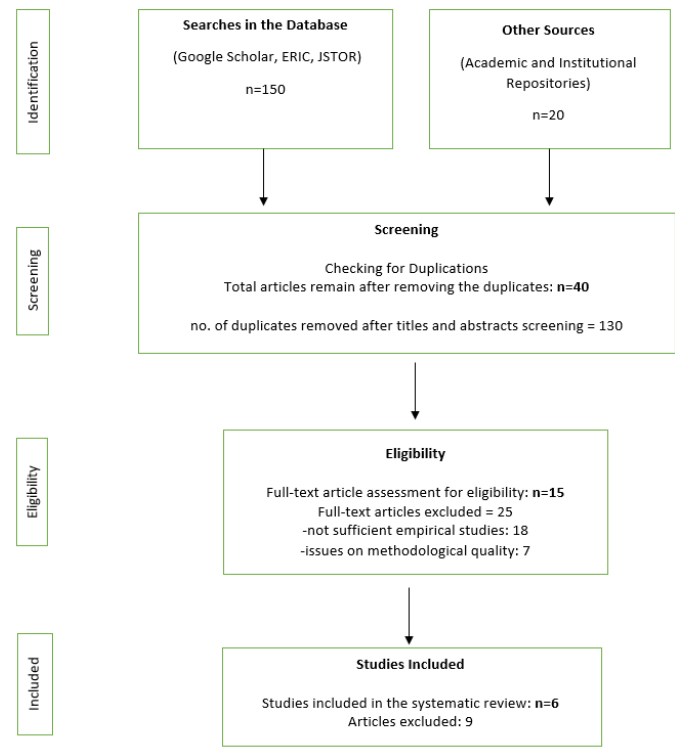 Identification
Searches in the Database
(Google Scholar, ERIC, JSTOR)
n=150
Other Sources
(Academic and Institutional
Repositories)
n=20
Screening
Screening
Checking for Duplications
Total articles remain after removing the duplicates: n=40
no. of duplicates removed after titles and abstracts screening = 130
Eligibility
Eligibility
Full-text article assessment for eligibility: n=15
Full-text articles excluded = 25
-not sufficient empirical studies: 18
-issues on methodological quality: 7
Included
Studies Included
Studies included in the systematic review: n=6
Articles excluded: 9